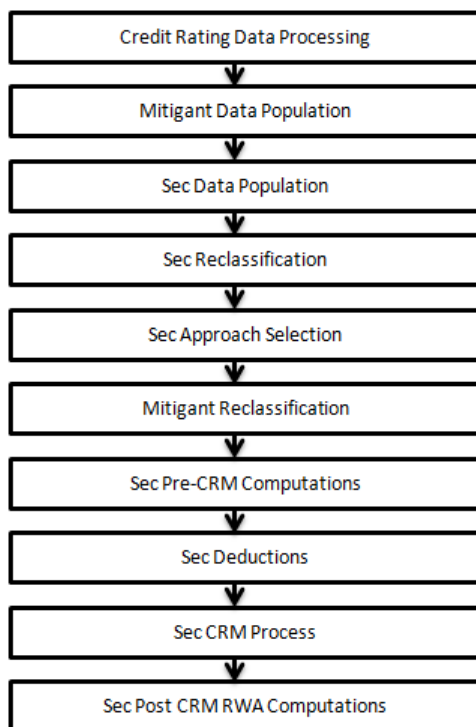 Credit Rating Data Processing
Mitigant Data Population
Sec Data Population
Sec Reclassification
Sec Approach Selection
Mitigant Reclassification
Sec Pre-CRM Computations
Sec Deductions
Sec CRM Process
Sec Post CRM RWA Computations